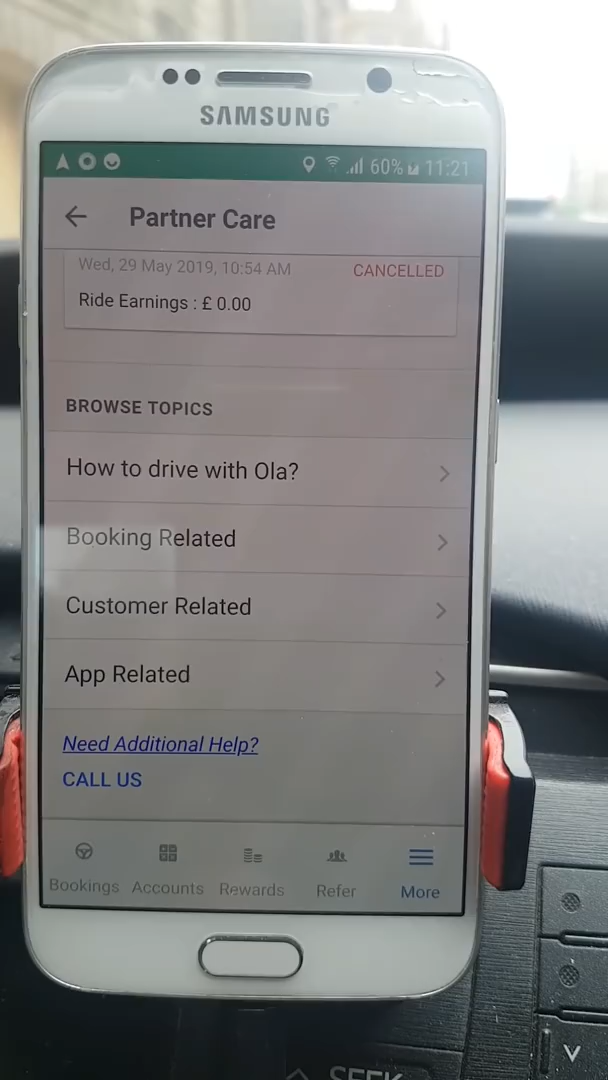 SAMSUNG
60% 11:21
Partner Care
Wed, 29 May 2019, 10:54 AM CANCELLED
Ride Earnings : £ 0.00
BROWSE TOPICS
How to drive with Ola?
Booking Related
Customer Related
App Related
Need Additional Help?
CALL US
Bookings Accounts Rewards Refer More
SEEK